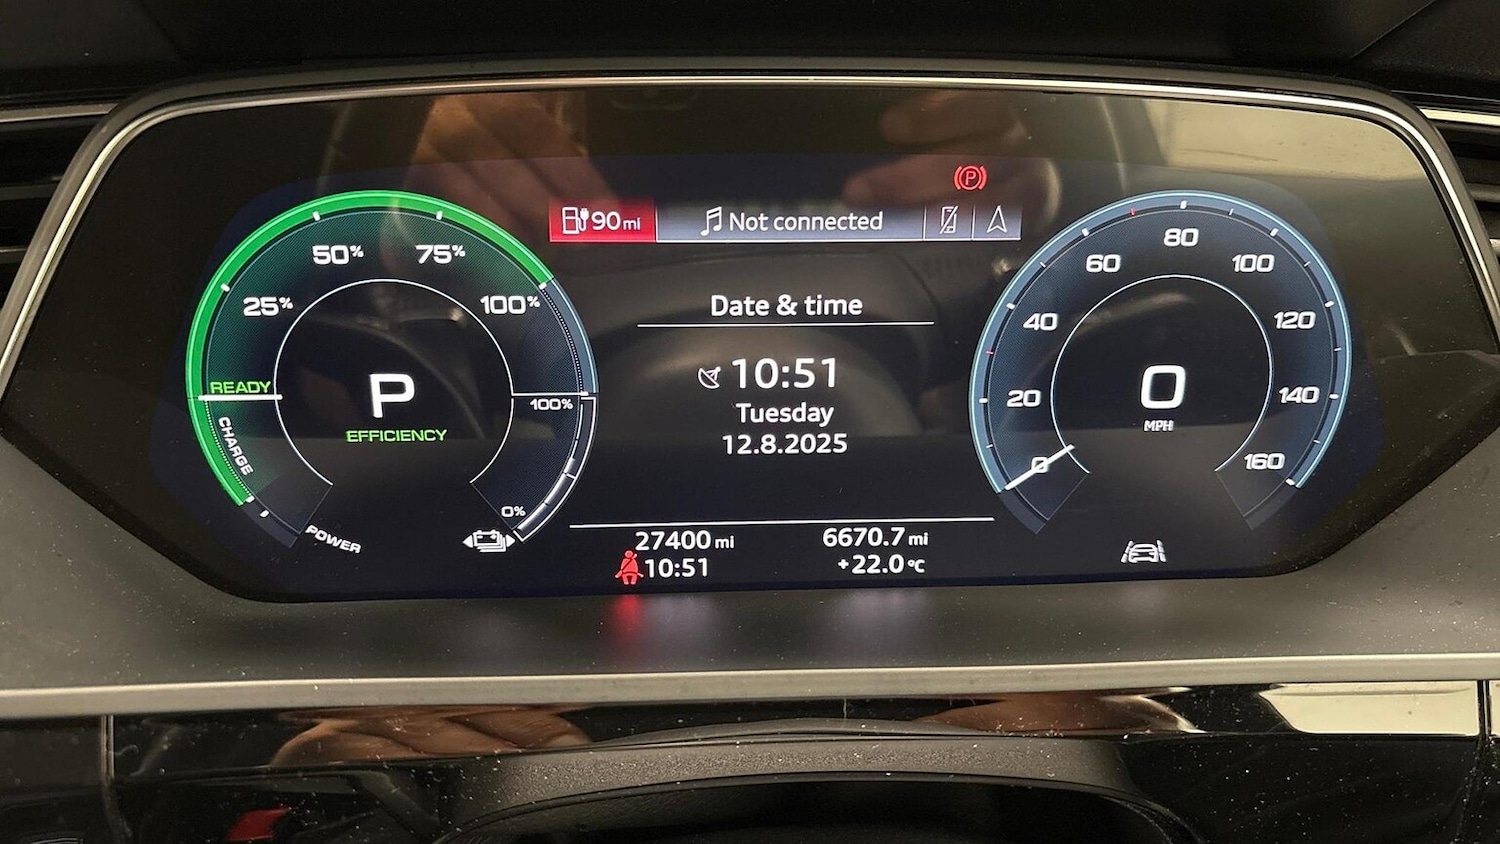 P
90 mi
Not connected
50%
75%
25%
100%
READY
CHARGE
P
EFFICIENCY
100%
0%
POWER
Date & time
10:51
Tuesday
12.8.2025
27400 mi
6670.7 mi
10:51
+22.0 °C
80
60
100
40
120
20
0
MPH
140
0
160